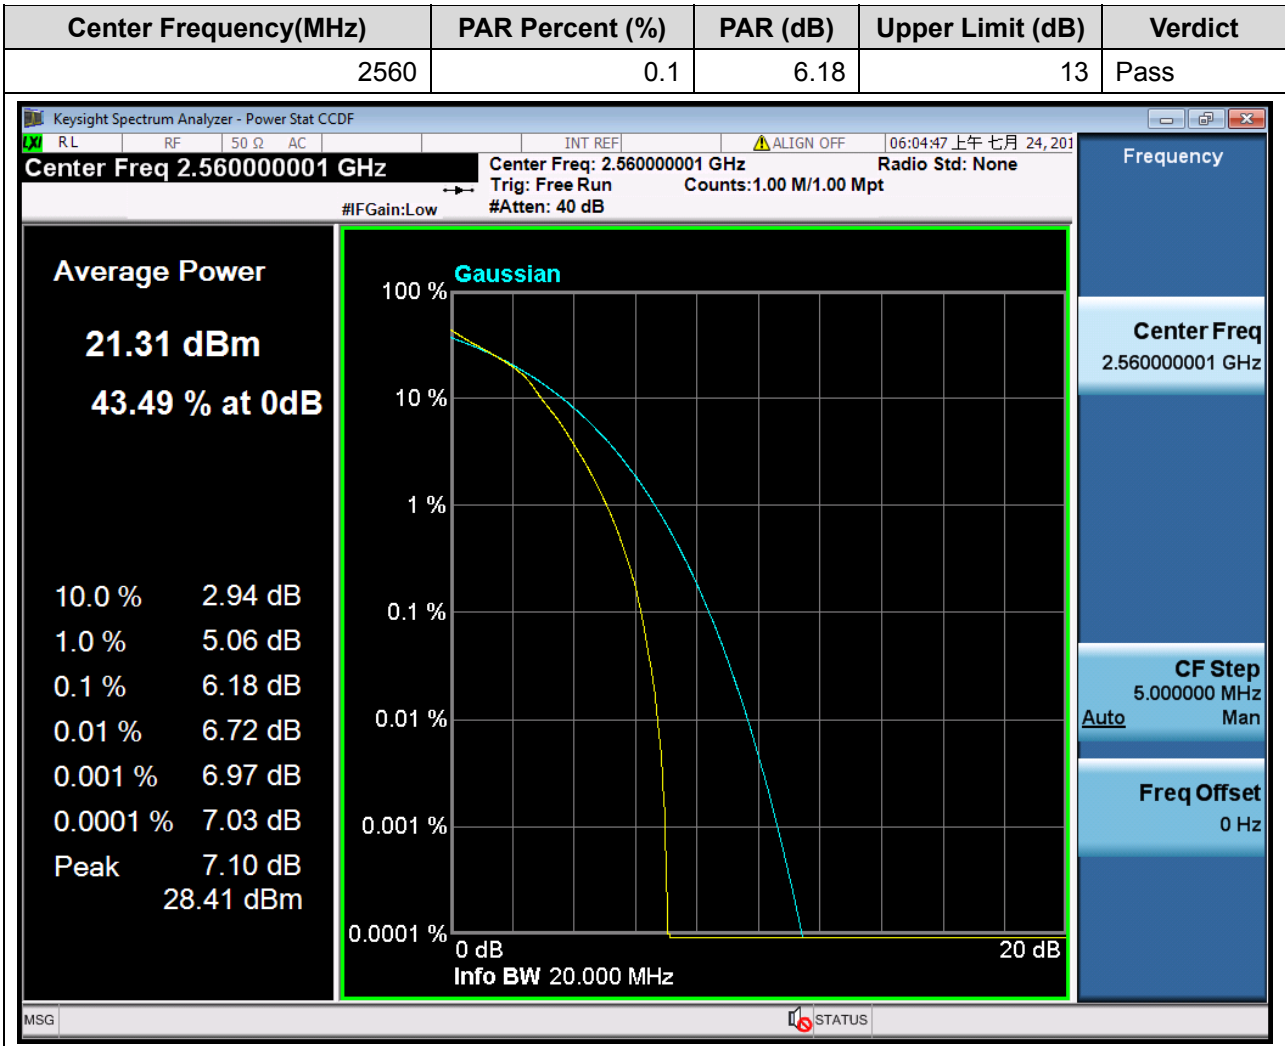 Center Frequency(MHz) PAR Percent (%) PAR (dB) Upper Limit (dB) Verdict
2560 0.1 6.18 13 Pass
Keysight Spectrum Analyzer - Power Stat CCDF
LXI RL RF 50 Ω AC INT REF ALIGN OFF 06:04:47 上午 七月 24, 201
Center Freq 2.560000001 GHz
#IFGain:Low
Center Freq: 2.560000001 GHz Radio Std: None
Trig: Free Run Counts:1.00 M/1.00 Mpt
#Atten: 40 dB
Frequency
Average Power
21.31 dBm
43.49 % at 0dB
10.0 % 2.94 dB
1.0 % 5.06 dB
0.1 % 6.18 dB
0.01 % 6.72 dB
0.001 % 6.97 dB
0.0001 % 7.03 dB
Peak 7.10 dB
28.41 dBm
Gaussian
100 %
10 %
1 %
0.1 %
0.01 %
0.001 %
0.0001 %
0 dB 20 dB
Info BW 20.000 MHz
Center Freq
2.560000001 GHz
CF Step
5.000000 MHz
Auto Man
Freq Offset
0 Hz
MSG STATUS